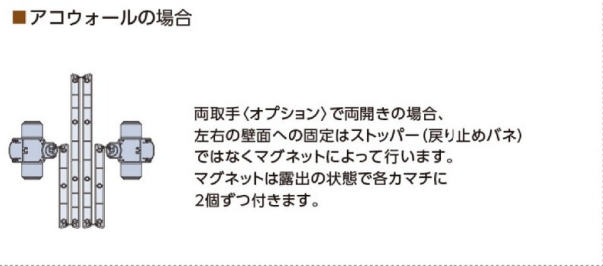 ■アコウォールの場合
両取手〈オプション〉で両開きの場合、
左右の壁面への固定はストッパー(戻り止めバネ)
ではなくマグネットによって行います。
マグネットは露出の状態で各カマチに
2個ずつ付きます。